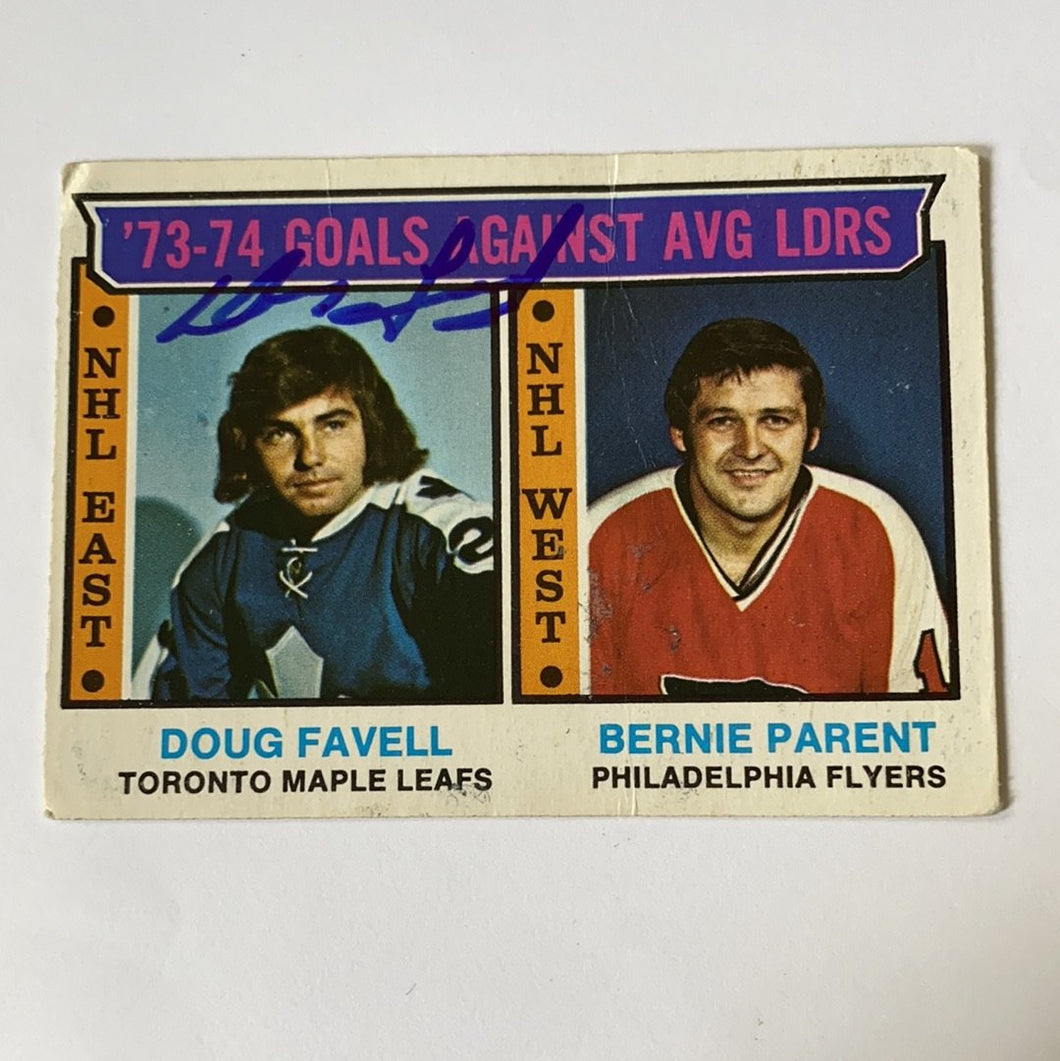 '73-74 GOALS AGAINST AVG LDRS
NHL EAST
NHL WEST
DOUG FAVELL
TORONTO MAPLE LEAFS
BERNIE PARENT
PHILADELPHIA FLYERS